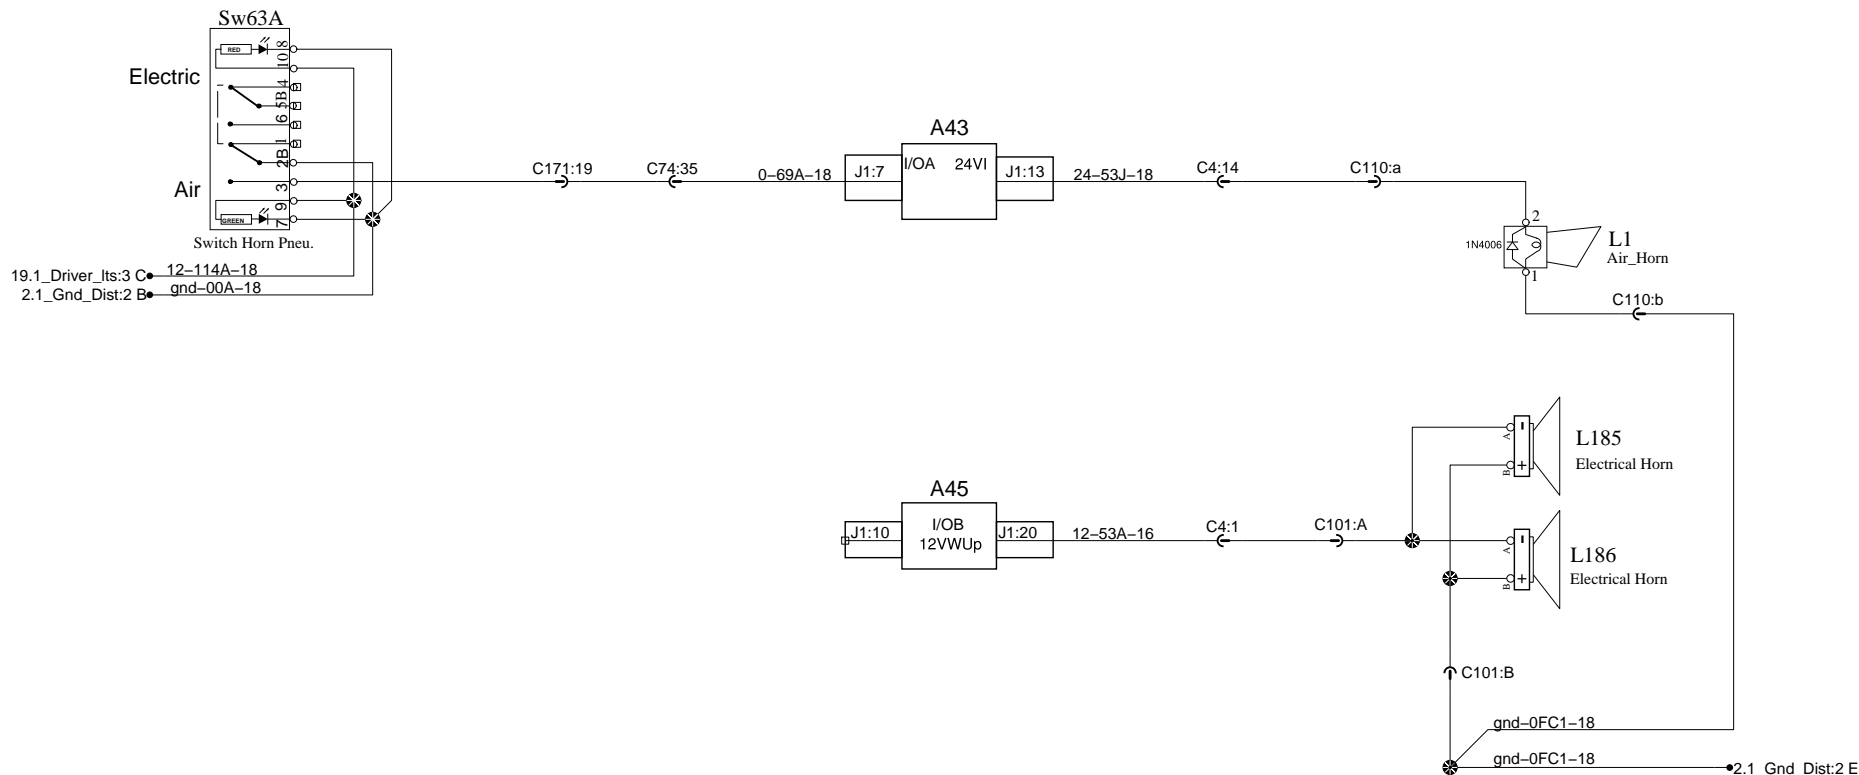 Sw63A
RED
8
10
Electric
4
5B
6
1
2B
Air
3
9
GREEN
7
Switch Horn Pneu.
19.1_Driver_lts:3 C
12-114A-18
2.1_Gnd_Dist:2 B
gnd-00A-18
C171:19
C74:35
0-69A-18
A43
J1:7
I/OA
24VI
J1:13
24-53J-18
C4:14
C110:a
2
1N4006
L1
Air_Horn
1
C110:b
A
B
L185
Electrical Horn
A45
J1:10
I/OB
12VWUp
J1:20
12-53A-16
C4:1
C101:A
A
B
L186
Electrical Horn
C101:B
gnd-0FC1-18
gnd-0FC1-18
2.1_Gnd_Dist:2 E